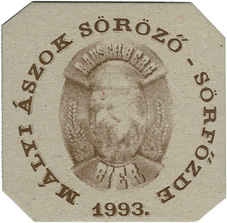 MÁLYI ÁSZOK SÖRÖZŐ - SÖRFŐZDE
BIER
1993.